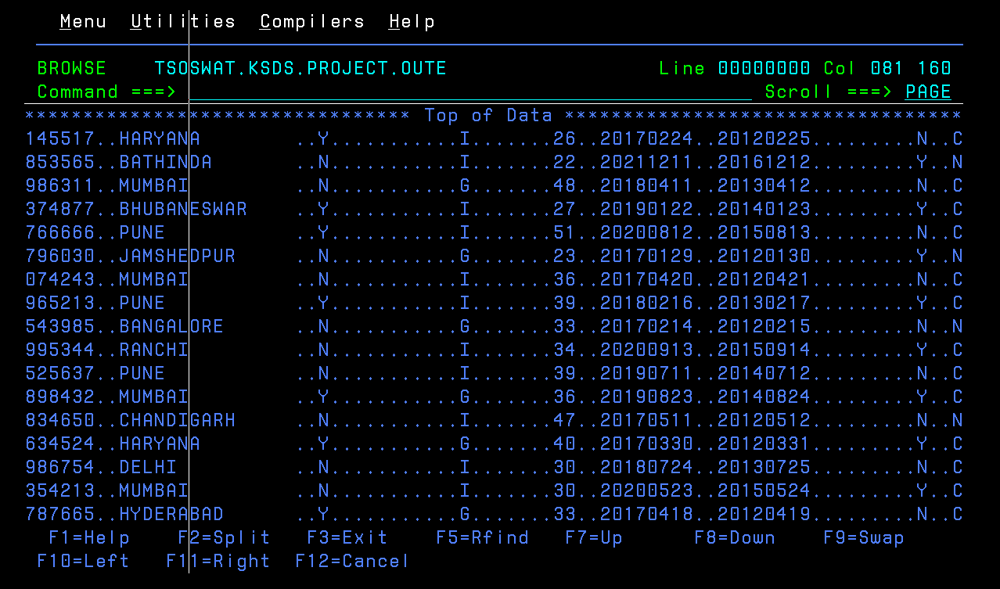 Menu  Utilities  Compilers  Help
BROWSE    TSOSWAT.KSDS.PROJECT.OUTE                  Line 00000000 Col 081 160
Command ===>                                                  Scroll ===> PAGE
********************************* Top of Data **********************************
145517..HARYANA        ..Y...........I.......26..20170224..20120225.........N..C
853565..BATHINDA       ..N...........I.......22..20211211..20161212.........Y..N
986311..MUMBAI         ..N...........G.......48..20180411..20130412.........N..C
374877..BHUBANESWAR    ..Y...........I.......27..20190122..20140123.........Y..C
766666..PUNE           ..Y...........I.......51..20200812..20150813.........N..C
796030..JAMSHEDPUR     ..N...........G.......23..20170129..20120130.........Y..N
074243..MUMBAI         ..N...........I.......36..20170420..20120421.........N..C
965213..PUNE           ..Y...........I.......39..20180216..20130217.........Y..C
543985..BANGALORE      ..N...........G.......33..20170214..20120215.........N..N
995344..RANCHI         ..N...........I.......34..20200913..20150914.........Y..C
525637..PUNE           ..N...........I.......39..20190711..20140712.........N..C
898432..MUMBAI         ..Y...........G.......36..20190823..20140824.........Y..C
834650..CHANDIGARH     ..N...........I.......47..20170511..20120512.........N..N
634524..HARYANA        ..Y...........G.......40..20170330..20120331.........Y..C
986754..DELHI          ..N...........I.......30..20180724..20130725.........N..C
354213..MUMBAI         ..N...........I.......30..20200523..20150524.........Y..C
787665..HYDERABAD      ..Y...........G.......33..20170418..20120419.........N..C
F1=Help    F2=Split   F3=Exit    F5=Rfind   F7=Up      F8=Down    F9=Swap
F10=Left   F11=Right  F12=Cancel